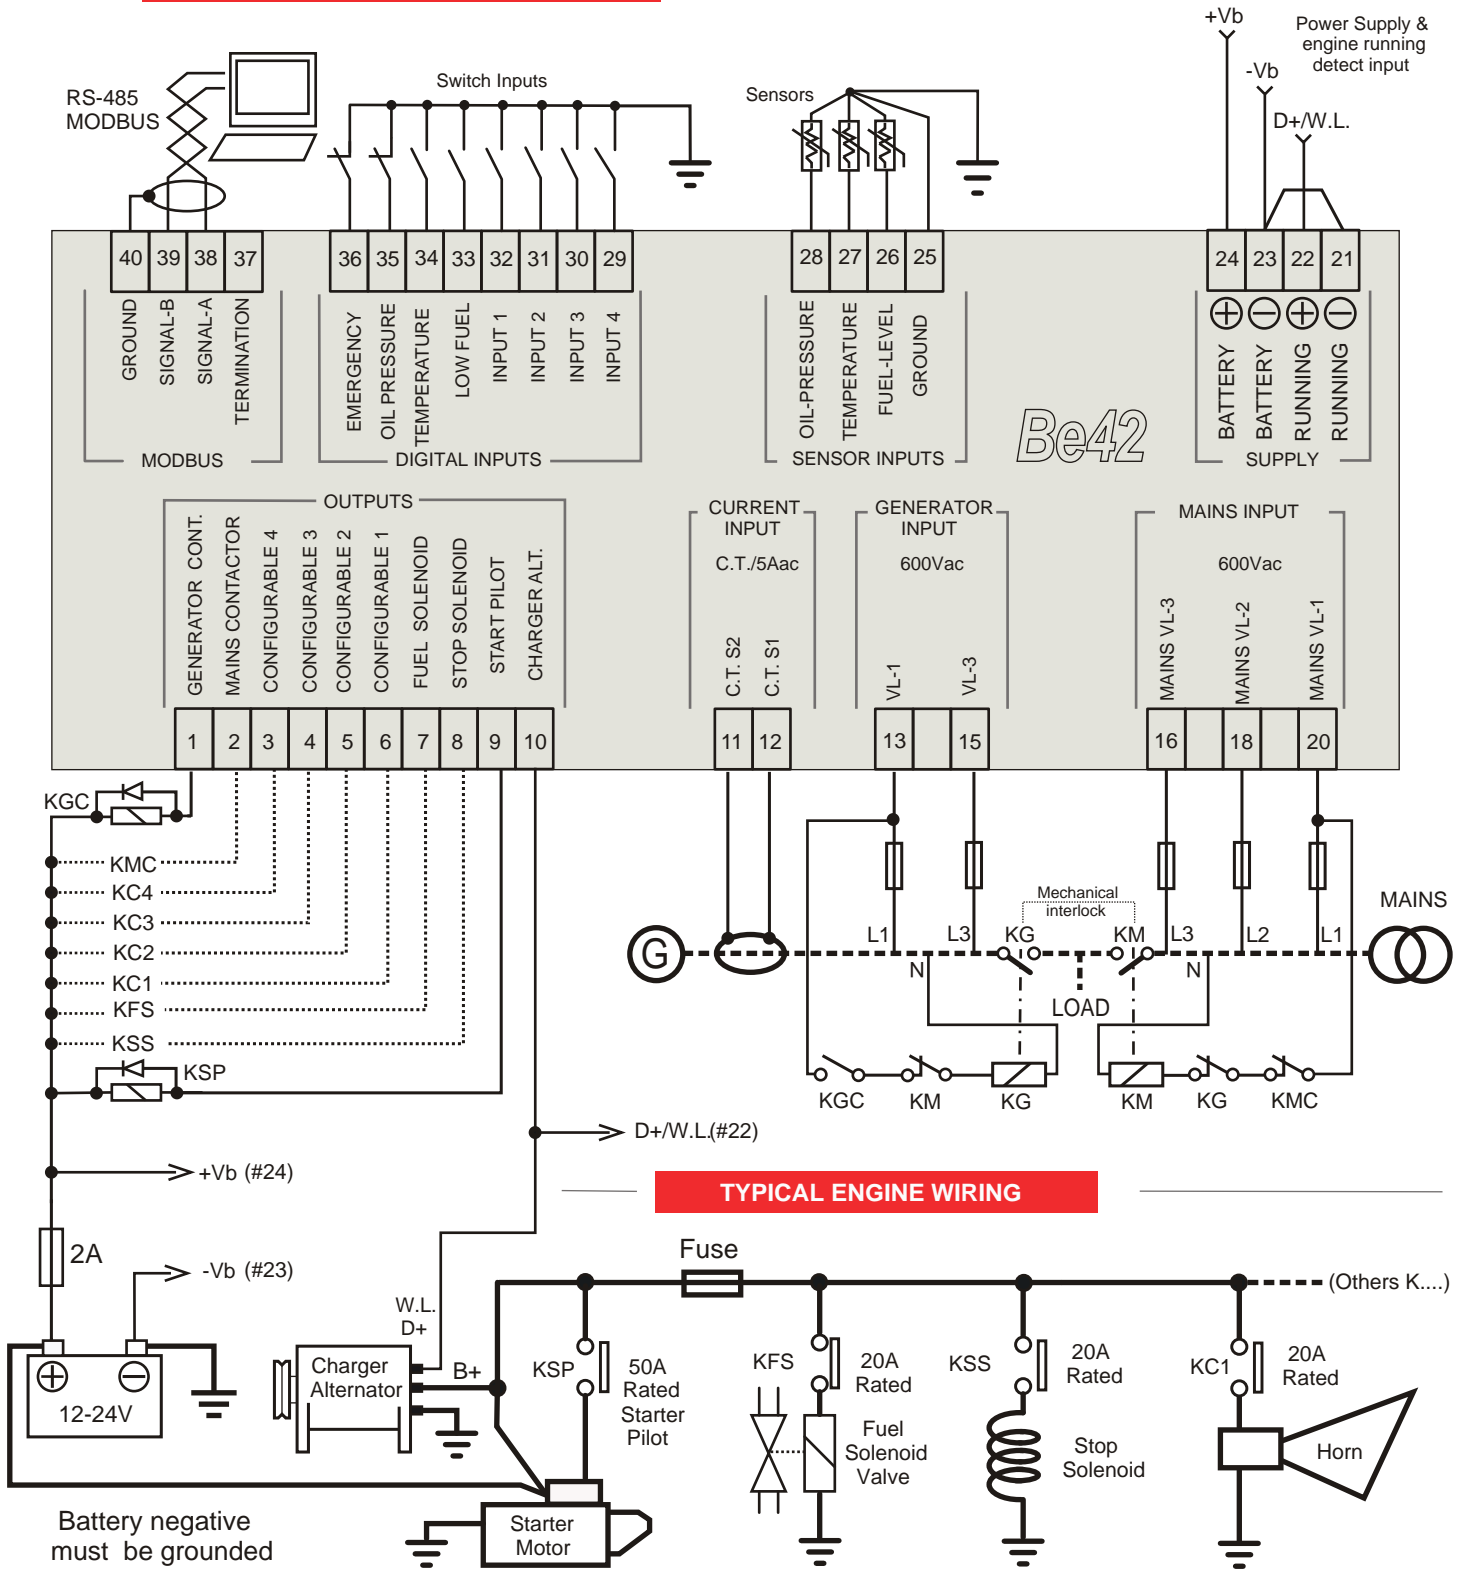 +Vb
Power Supply &
engine running
detect input
-Vb
D+/W.L.
RS-485
MODBUS
Switch Inputs
Sensors
40 39 38 37
36 35 34 33 32 31 30 29
28 27 26 25
24 23 22 21
GROUND
SIGNAL-B
SIGNAL-A
TERMINATION
MODBUS
EMERGENCY
OIL PRESSURE
TEMPERATURE
LOW FUEL
INPUT 1
INPUT 2
INPUT 3
INPUT 4
DIGITAL INPUTS
OIL-PRESSURE
TEMPERATURE
FUEL-LEVEL
GROUND
SENSOR INPUTS
Be42
+ − + −
BATTERY
BATTERY
RUNNING
RUNNING
SUPPLY
OUTPUTS
GENERATOR CONT.
MAINS CONTACTOR
CONFIGURABLE 4
CONFIGURABLE 3
CONFIGURABLE 2
CONFIGURABLE 1
FUEL SOLENOID
STOP SOLENOID
START PILOT
CHARGER ALT.
CURRENT
INPUT
C.T./5Aac
C.T. S2
C.T. S1
GENERATOR
INPUT
600Vac
VL-1
VL-3
MAINS INPUT
600Vac
MAINS VL-3
MAINS VL-2
MAINS VL-1
1 2 3 4 5 6 7 8 9 10
11 12
13 15
16 18 20
KGC
KMC
KC4
KC3
KC2
KC1
KFS
KSS
KSP
Mechanical
interlock
MAINS
G
L1
L3
KG
KM
L3
L2
L1
N
N
LOAD
KGC
KM
KG
KM
KG
KMC
D+/W.L.(#22)
+Vb (#24)
TYPICAL ENGINE WIRING
2A
-Vb (#23)
Fuse
(Others K....)
W.L.
D+
Charger
Alternator
B+
+ −
12-24V
KSP
50A
Rated
Starter
Pilot
KFS
20A
Rated
Fuel
Solenoid
Valve
KSS
20A
Rated
Stop
Solenoid
KC1
20A
Rated
Horn
Starter
Motor
Battery negative
must be grounded